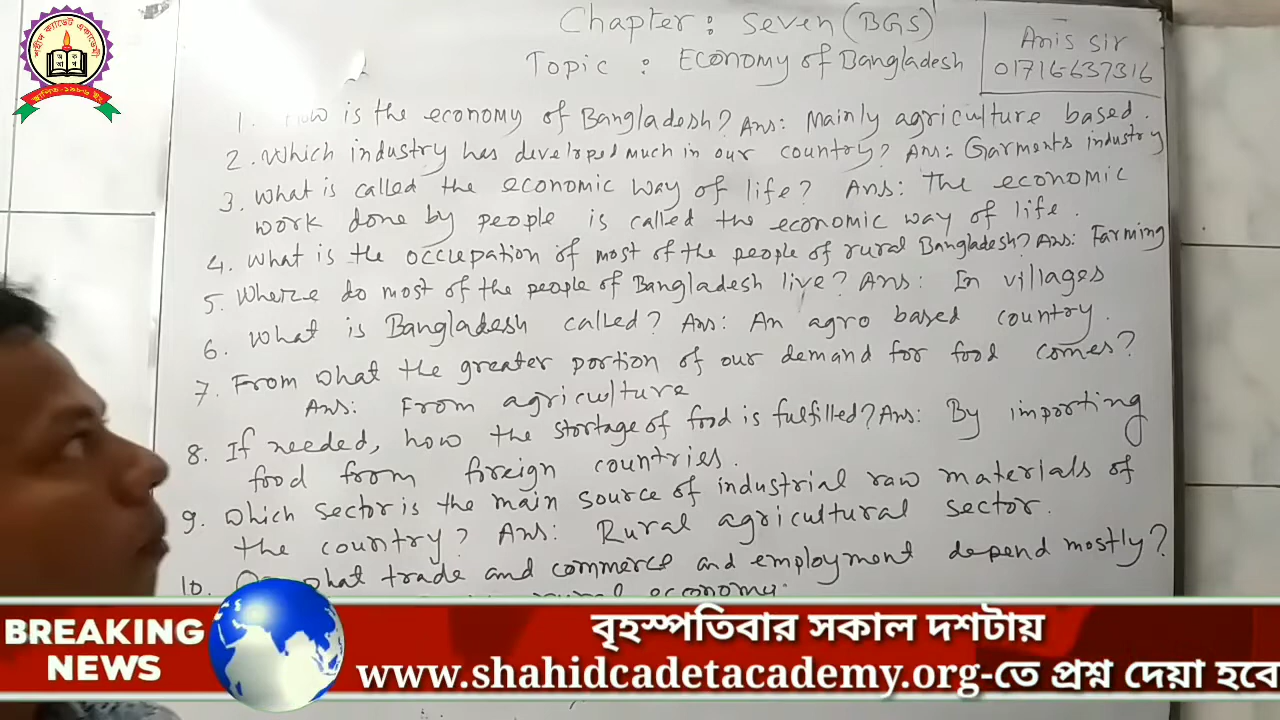 Chapter : Seven (BGS)
Topic : Economy of Bangladesh
Anis Sir
01716637316
1. How is the economy of Bangladesh? Ans: Mainly agriculture based.
2. Which industry has developed much in our country? Ans: Garments industry
3. What is called the economic way of life? Ans: The economic
work done by people is called the economic way of life.
4. What is the occupation of most of the people of rural Bangladesh? Ans: Farming
5. Where do most of the people of Bangladesh live? Ans: In villages
6. What is Bangladesh called? Ans: An agro based country.
7. From what the greater portion of our demand for food comes?
Ans: From agriculture
8. If needed, how the stortage of food is fulfilled? Ans: By importing
food from foreign countries.
9. Which sector is the main source of industrial raw materials of
the country? Ans: Rural agricultural sector.
10. On what trade and commerce and employment depend mostly?
rural economy.
BREAKING
NEWS
বৃহস্পতিবার সকাল দশটায়
www.shahidcadetacademy.org-তে প্রশ্ন দেয়া হবে
শহীদ ক্যাডেট একাডেমী